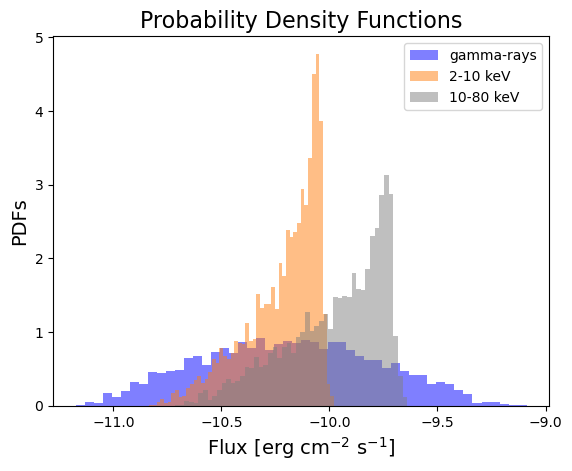 Probability Density Functions
gamma-rays
2-10 keV
10-80 keV
PDFs
5
4
3
2
1
0
−11.0 −10.5 −10.0 −9.5 −9.0
Flux [erg cm⁻² s⁻¹]